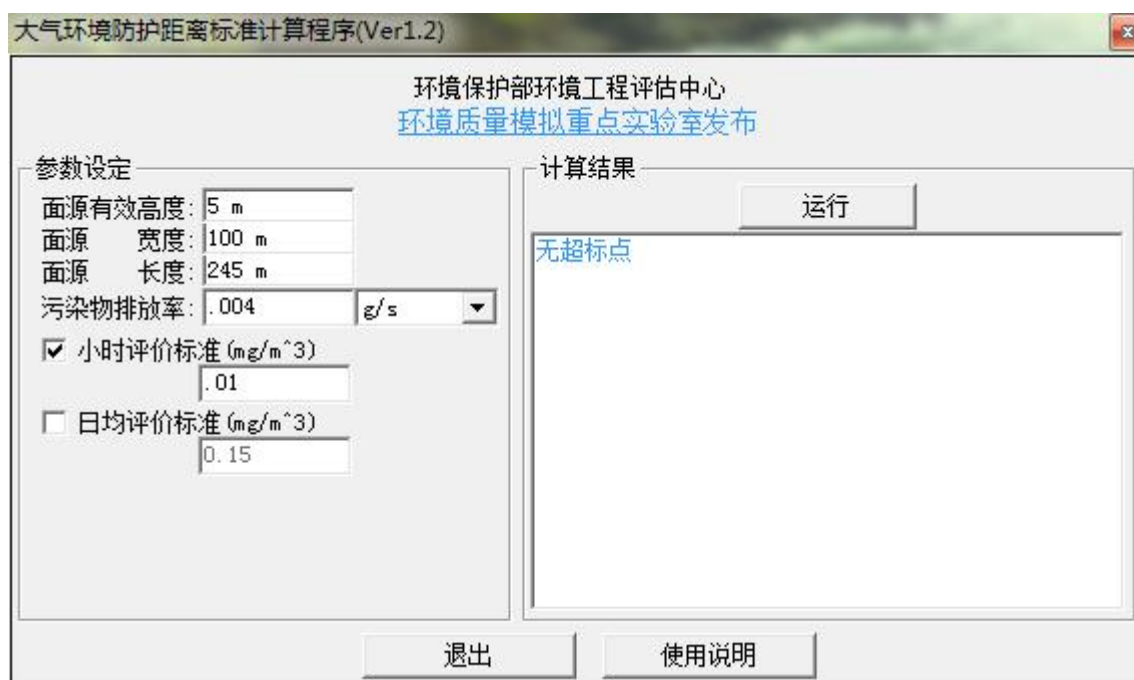 大气环境防护距离标准计算程序(Ver1.2)
环境保护部环境工程评估中心
环境质量模拟重点实验室发布
参数设定
面源有效高度: 5 m
面源 宽度: 100 m
面源 长度: 245 m
污染物排放率: .004 g/s
小时评价标准(mg/m^3)
.01
日均评价标准(mg/m^3)
0.15
计算结果
运行
无超标点
退出
使用说明